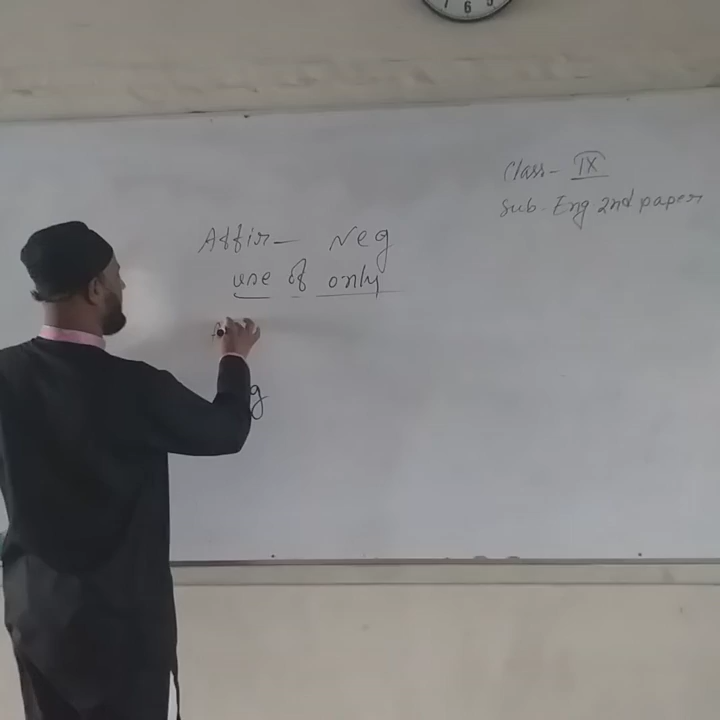 Class- IX
Sub- Eng 2nd paper
Affir- Neg
use of only